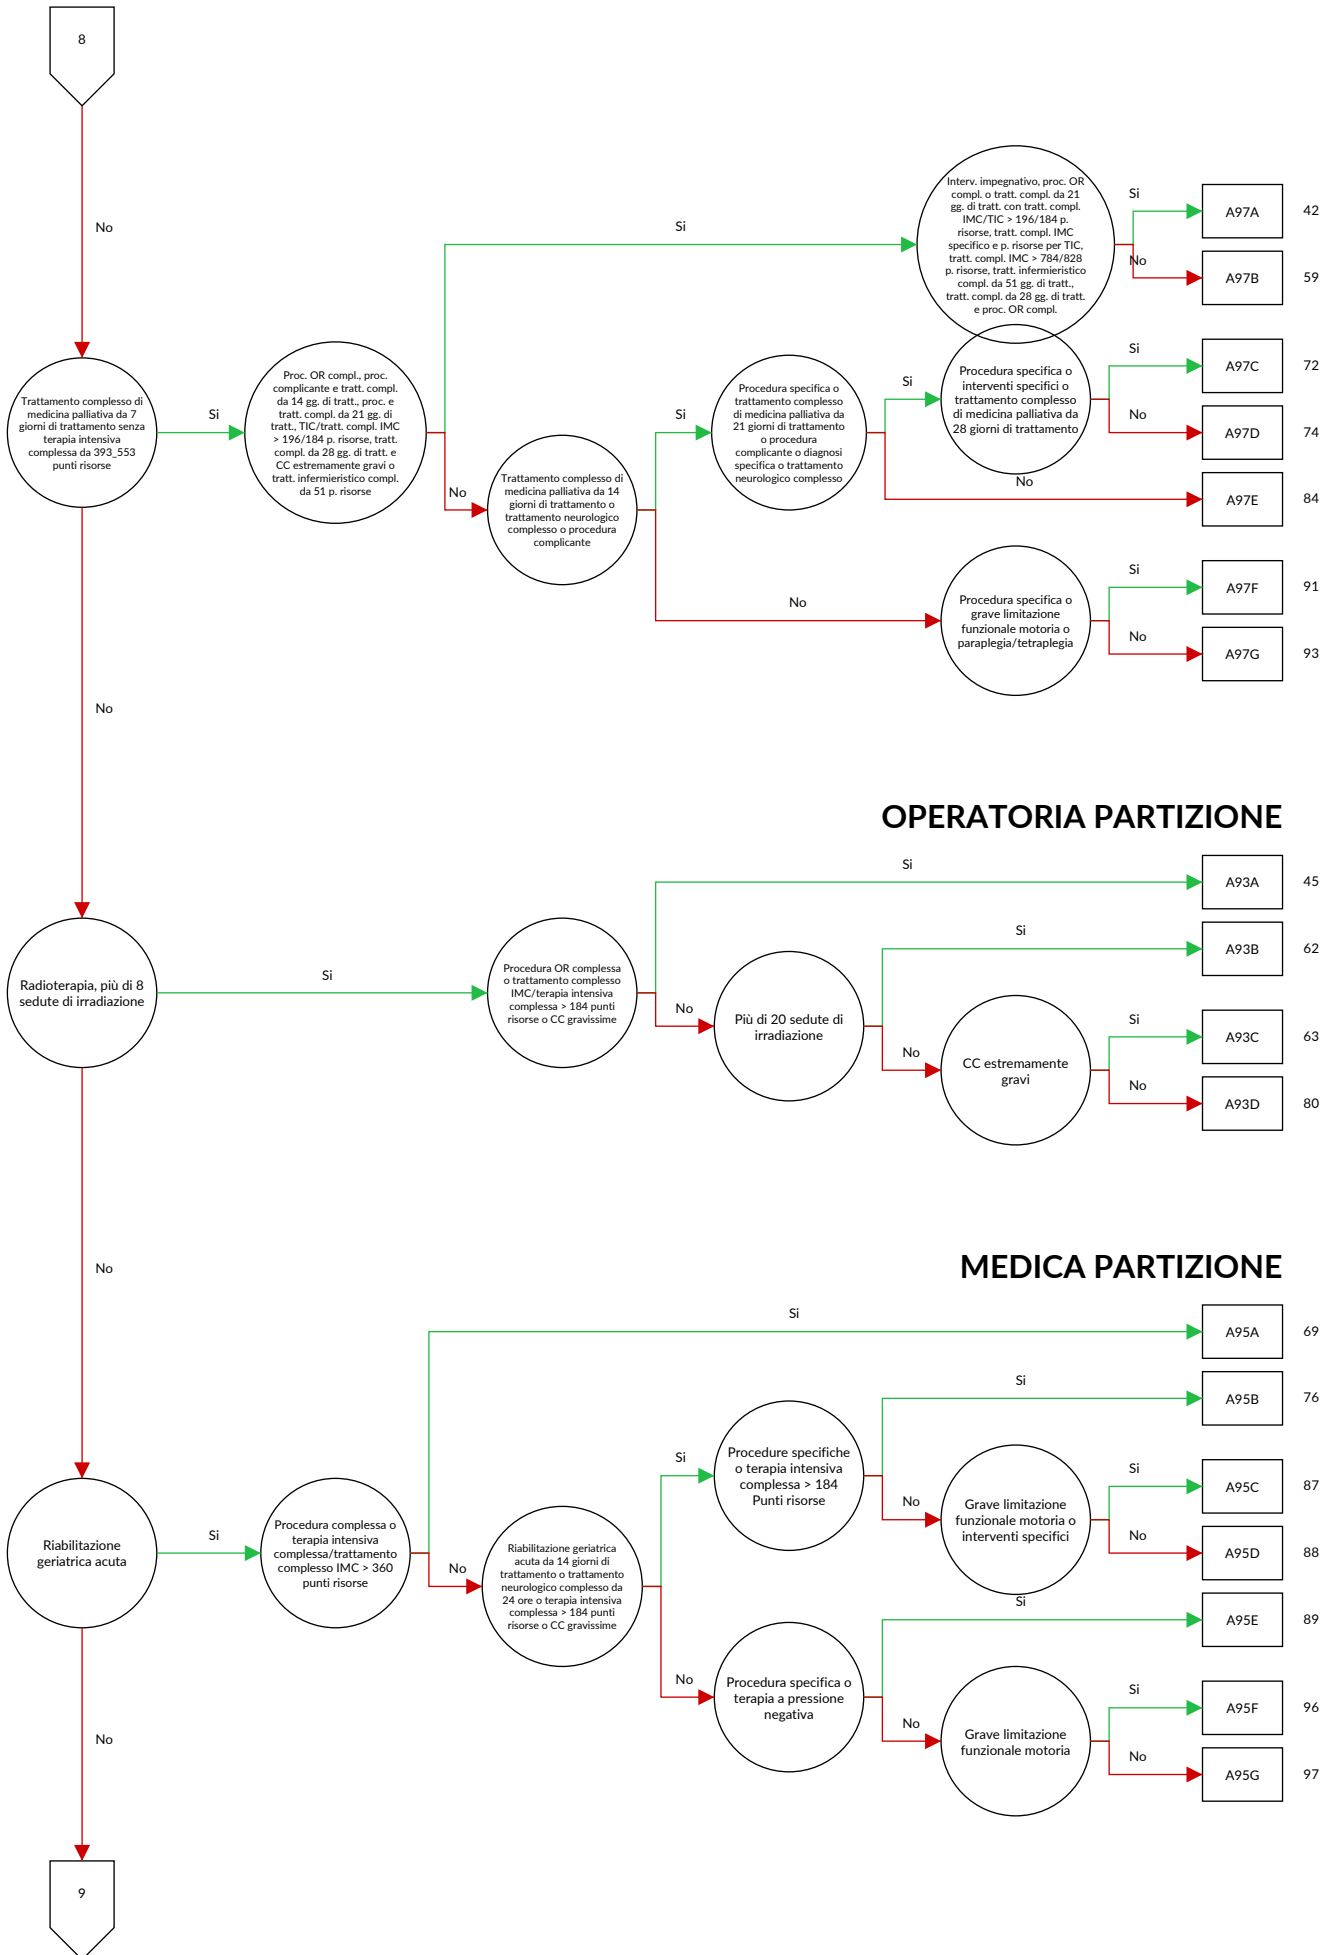 8
No
Interv. impegnativo, proc. OR
compl. o tratt. compl. da 21
gg. di tratt. con tratt. compl.
IMC/TIC > 196/184 p.
risorse, tratt. compl. IMC
specifico e p. risorse per TIC,
tratt. compl. IMC > 784/828
p. risorse, tratt. infermieristico
compl. da 51 gg. di tratt.,
tratt. compl. da 28 gg. di tratt.
e proc. OR compl.
Si
Si
A97A
42
No
A97B
59
Trattamento complesso di
medicina palliativa da 7
giorni di trattamento senza
terapia intensiva
complessa da 393_553
punti risorse
Si
Proc. OR compl., proc.
complicante e tratt. compl.
da 14 gg. di tratt., proc. e
tratt. compl. da 21 gg. di
tratt., TIC/tratt. compl. IMC
> 196/184 p. risorse, tratt.
compl. da 28 gg. di tratt. e
CC estremamente gravi o
tratt. infermieristico compl.
da 51 p. risorse
No
Trattamento complesso di
medicina palliativa da 14
giorni di trattamento o
trattamento neurologico
complesso o procedura
complicante
Si
Procedura specifica o
trattamento complesso
di medicina palliativa da
21 giorni di trattamento
o procedura
complicante o diagnosi
specifica o trattamento
neurologico complesso
Si
Procedura specifica o
interventi specifici o
trattamento complesso
di medicina palliativa da
28 giorni di trattamento
Si
A97C
72
No
A97D
74
No
A97E
84
No
Procedura specifica o
grave limitazione
funzionale motoria o
paraplegia/tetraplegia
Si
A97F
91
No
A97G
93
No
OPERATORIA PARTIZIONE
Radioterapia, più di 8
sedute di irradiazione
Si
Procedura OR complessa
o trattamento complesso
IMC/terapia intensiva
complessa > 184 punti
risorse o CC gravissime
Si
A93A
45
No
Più di 20 sedute di
irradiazione
Si
A93B
62
No
CC estremamente
gravi
Si
A93C
63
No
A93D
80
No
MEDICA PARTIZIONE
Riabilitazione
geriatrica acuta
Si
Procedura complessa o
terapia intensiva
complessa/trattamento
complesso IMC > 360
punti risorse
Si
A95A
69
No
Riabilitazione geriatrica
acuta da 14 giorni di
trattamento o trattamento
neurologico complesso da
24 ore o terapia intensiva
complessa > 184 punti
risorse o CC gravissime
Si
Procedure specifiche
o terapia intensiva
complessa > 184
Punti risorse
Si
A95B
76
No
Grave limitazione
funzionale motoria o
interventi specifici
Si
A95C
87
No
A95D
88
No
Procedura specifica o
terapia a pressione
negativa
Si
A95E
89
No
Grave limitazione
funzionale motoria
Si
A95F
96
No
A95G
97
No
9